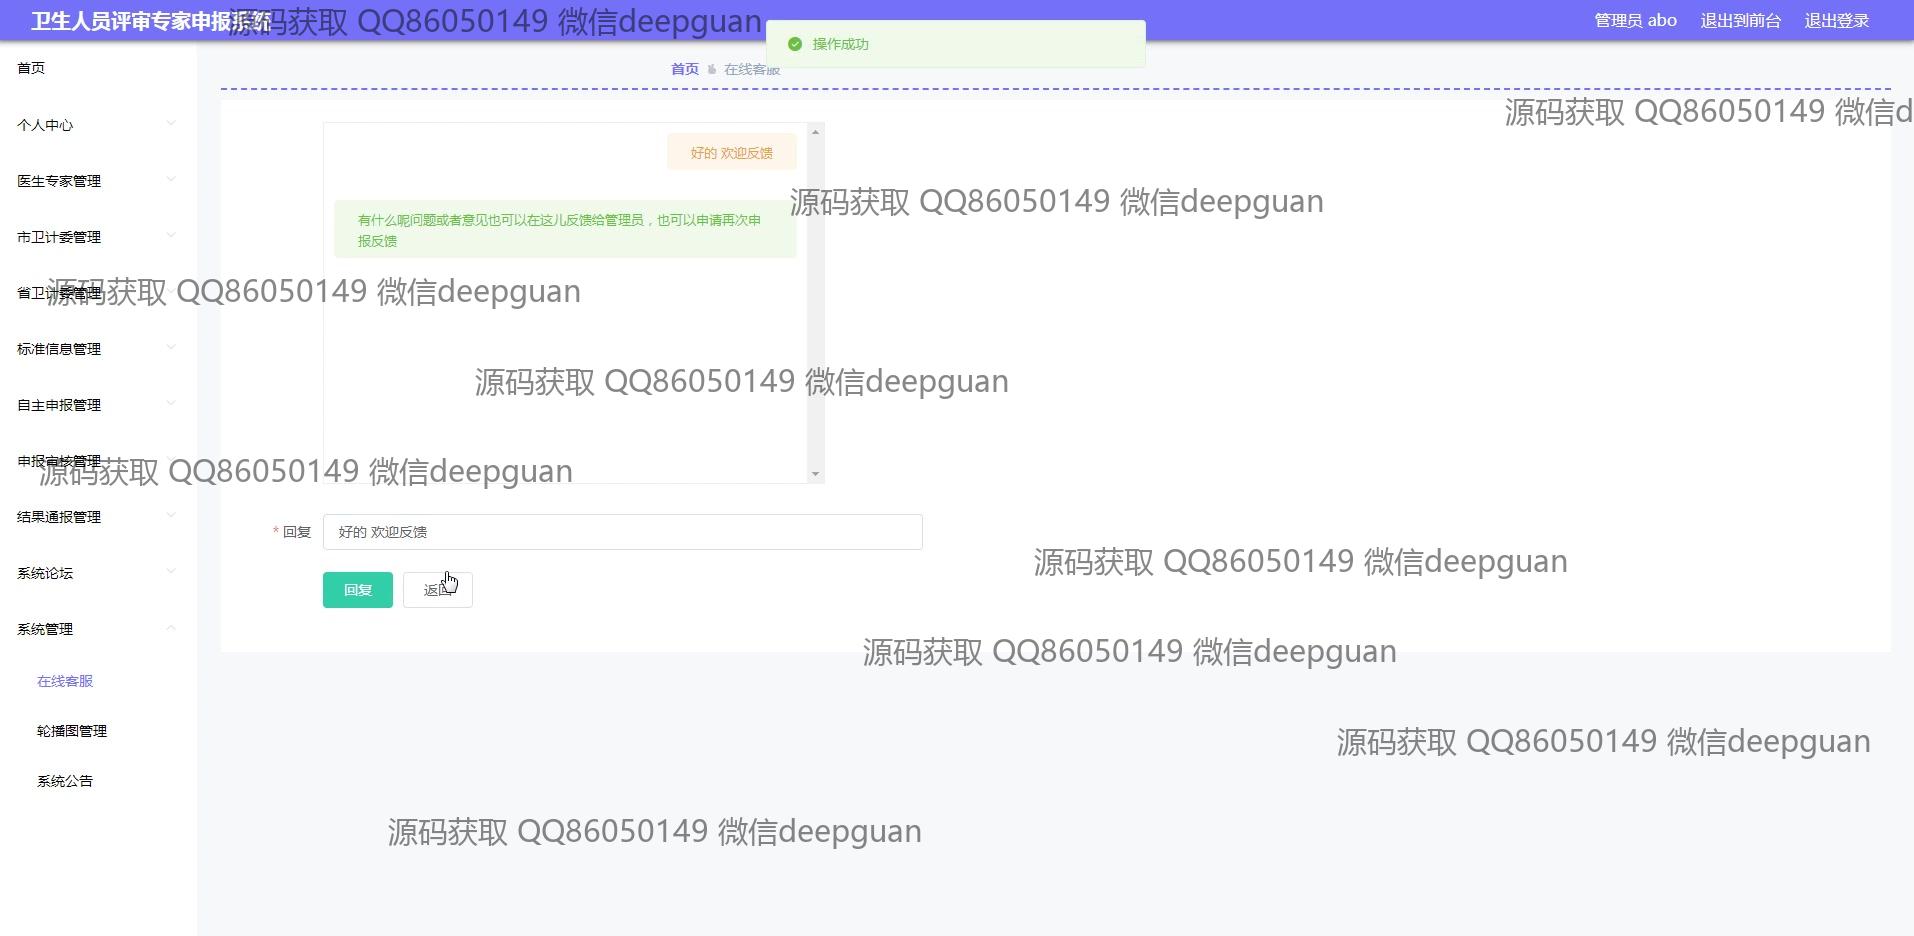 卫生人员评审专家申报系统
源码获取 QQ86050149 微信deepguan
管理员 abo
退出到前台
退出登录
操作成功
首页
在线客服
首页
个人中心
医生专家管理
市卫计委管理
省卫计委管理
标准信息管理
自主申报管理
申报审核管理
结果通报管理
系统论坛
系统管理
在线客服
轮播图管理
系统公告
源码获取 QQ86050149 微信d
好的 欢迎反馈
源码获取 QQ86050149 微信deepguan
有什么呢问题或者意见也可以在这儿反馈给管理员，也可以申请再次申
报反馈
源码获取 QQ86050149 微信deepguan
源码获取 QQ86050149 微信deepguan
源码获取 QQ86050149 微信deepguan
* 回复
好的 欢迎反馈
源码获取 QQ86050149 微信deepguan
回复
返回
源码获取 QQ86050149 微信deepguan
源码获取 QQ86050149 微信deepguan
源码获取 QQ86050149 微信deepguan